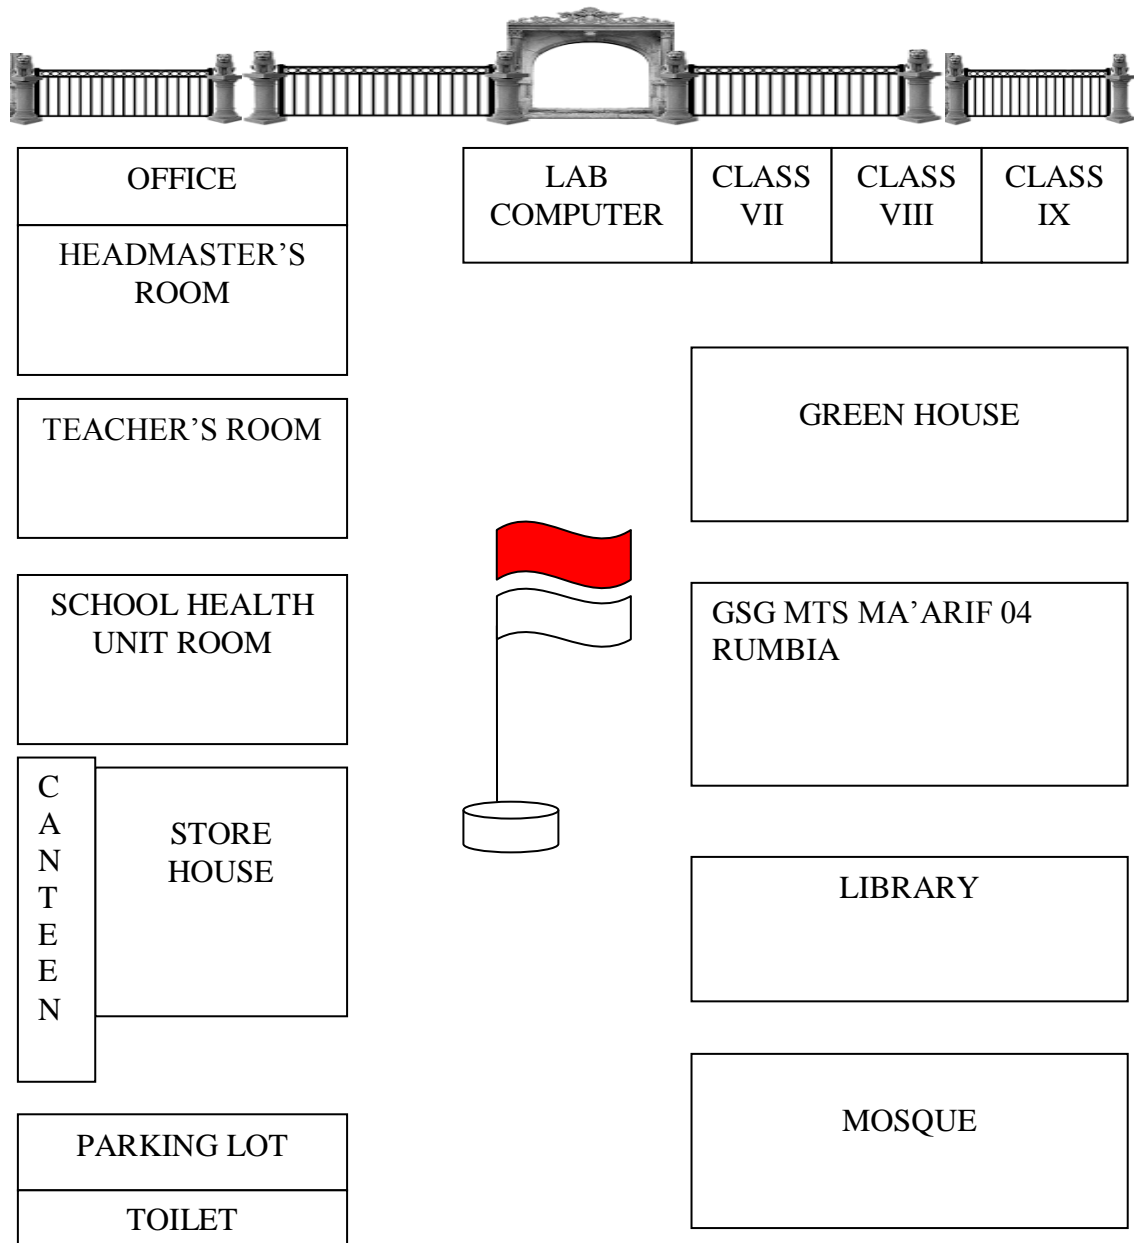 OFFICE
HEADMASTER’S
ROOM
TEACHER’S ROOM
SCHOOL HEALTH
UNIT ROOM
C
A
N
T
E
E
N
STORE
HOUSE
PARKING LOT
TOILET
LAB
COMPUTER
CLASS
VII
CLASS
VIII
CLASS
IX
GREEN HOUSE
GSG MTS MA’ARIF 04
RUMBIA
LIBRARY
MOSQUE